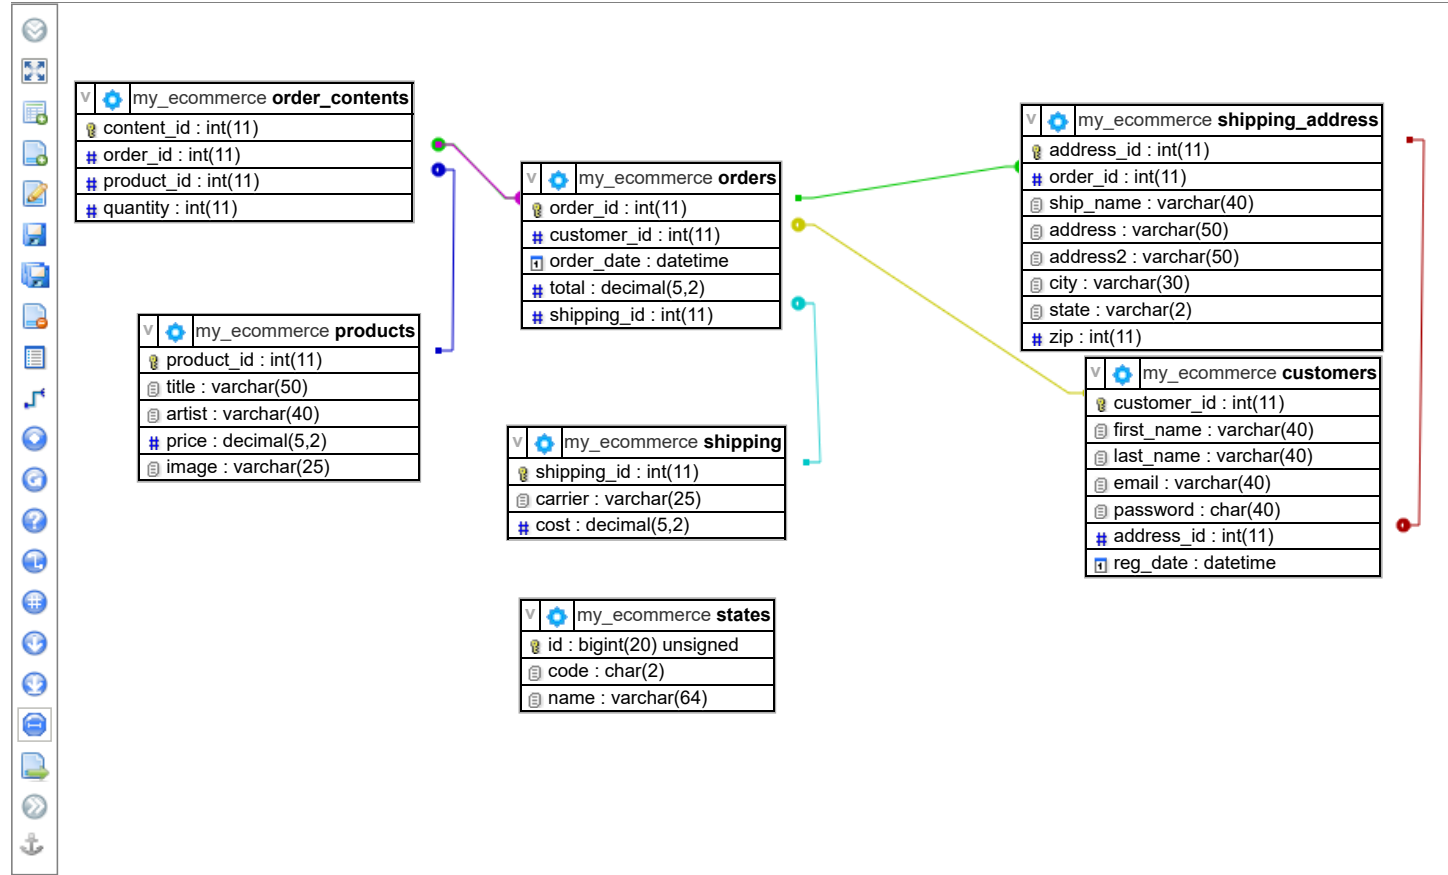 my_ecommerce order_contents
content_id : int(11)
order_id : int(11)
product_id : int(11)
quantity : int(11)
my_ecommerce products
product_id : int(11)
title : varchar(50)
artist : varchar(40)
price : decimal(5,2)
image : varchar(25)
my_ecommerce orders
order_id : int(11)
customer_id : int(11)
order_date : datetime
total : decimal(5,2)
shipping_id : int(11)
my_ecommerce shipping
shipping_id : int(11)
carrier : varchar(25)
cost : decimal(5,2)
my_ecommerce states
id : bigint(20) unsigned
code : char(2)
name : varchar(64)
my_ecommerce shipping_address
address_id : int(11)
order_id : int(11)
ship_name : varchar(40)
address : varchar(50)
address2 : varchar(50)
city : varchar(30)
state : varchar(2)
zip : int(11)
my_ecommerce customers
customer_id : int(11)
first_name : varchar(40)
last_name : varchar(40)
email : varchar(40)
password : char(40)
address_id : int(11)
reg_date : datetime